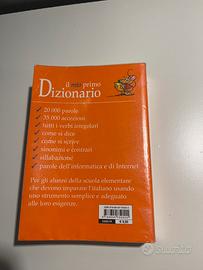 il mio primo
Dizionario
20.000 parole
35.000 accezioni
tutti i verbi irregolari
come si dice
come si scrive
sinonimi e contrari
sillabazione
parole dell'informatica e di Internet
Per gli alunni della scuola elementare
che devono imparare l'italiano usando
uno strumento semplice e adeguato
alle loro esigenze.
subito.it